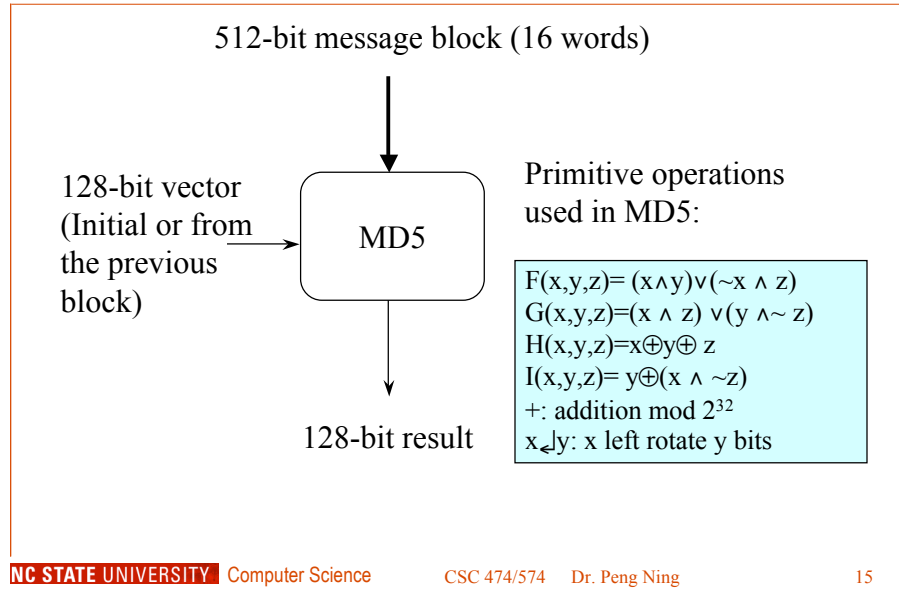 512-bit message block (16 words)
128-bit vector
(Initial or from
the previous
block)
MD5
128-bit result
Primitive operations
used in MD5:
F(x,y,z)= (x∧y)∨(~x ∧ z)
G(x,y,z)=(x ∧ z) ∨(y ∧~ z)
H(x,y,z)=x⊕y⊕ z
I(x,y,z)= y⊕(x ∧ ~z)
+: addition mod 2³²
x↵y: x left rotate y bits
NC STATE UNIVERSITY Computer Science CSC 474/574 Dr. Peng Ning 15